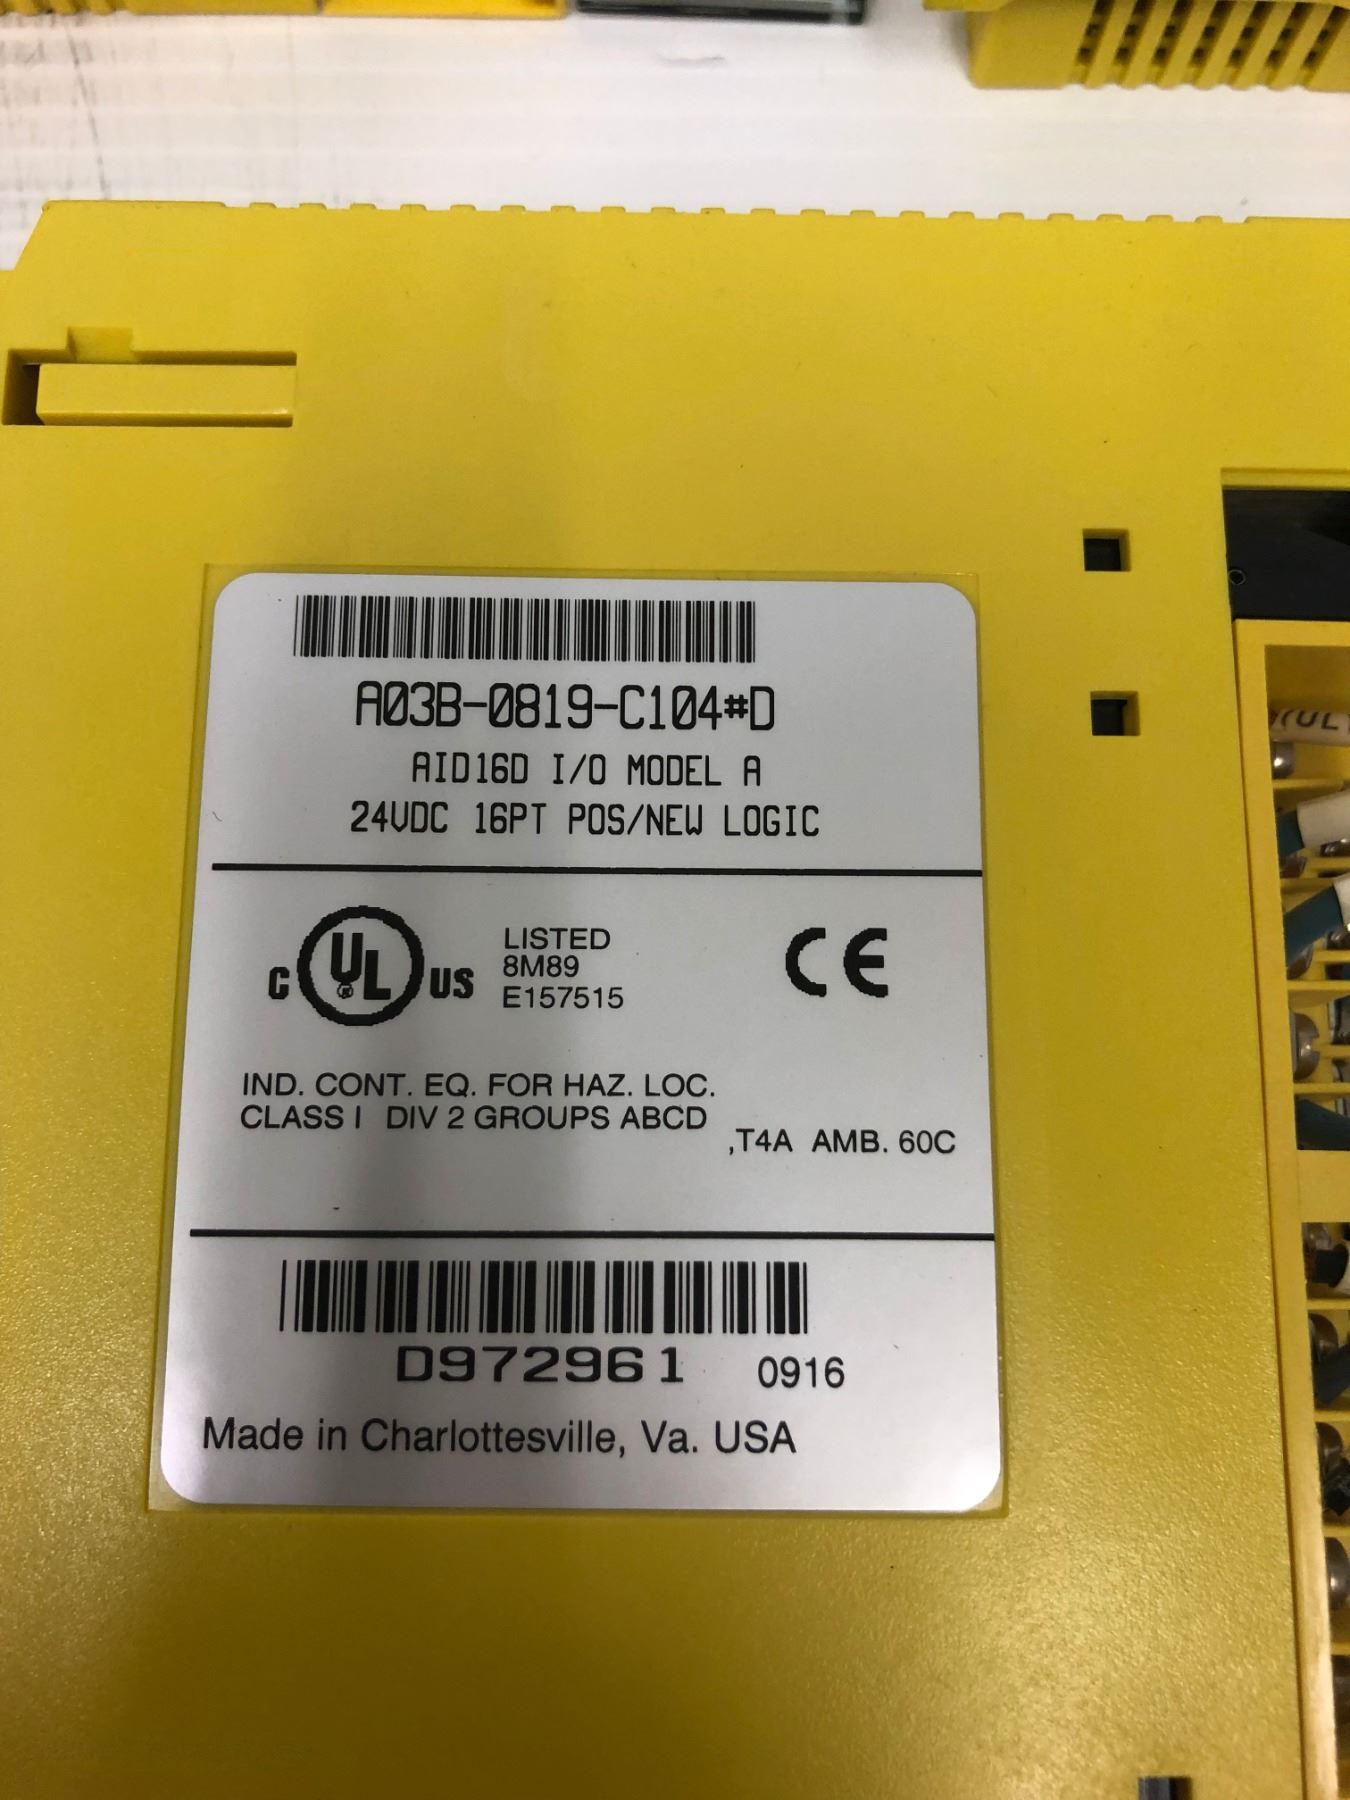 A03B-0819-C104#D
AID16D I/O MODEL A
24VDC 16PT POS/NEW LOGIC
C UL US
LISTED
8M89
E157515
CE
IND. CONT. EQ. FOR HAZ. LOC.
CLASS I DIV 2 GROUPS ABCD
,T4A AMB. 60C
D972961 0916
Made in Charlottesville, Va. USA